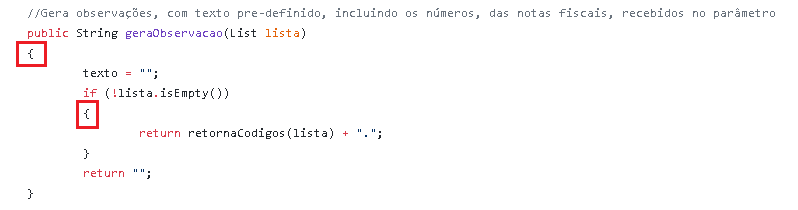 //Gera observações, com texto pre-definido, incluindo os números, das notas fiscais, recebidos no parâmetro
public String geraObservacao(List lista)
{
texto = "";
if (!lista.isEmpty())
{
return retornaCodigos(lista) + ".";
}
return "";
}